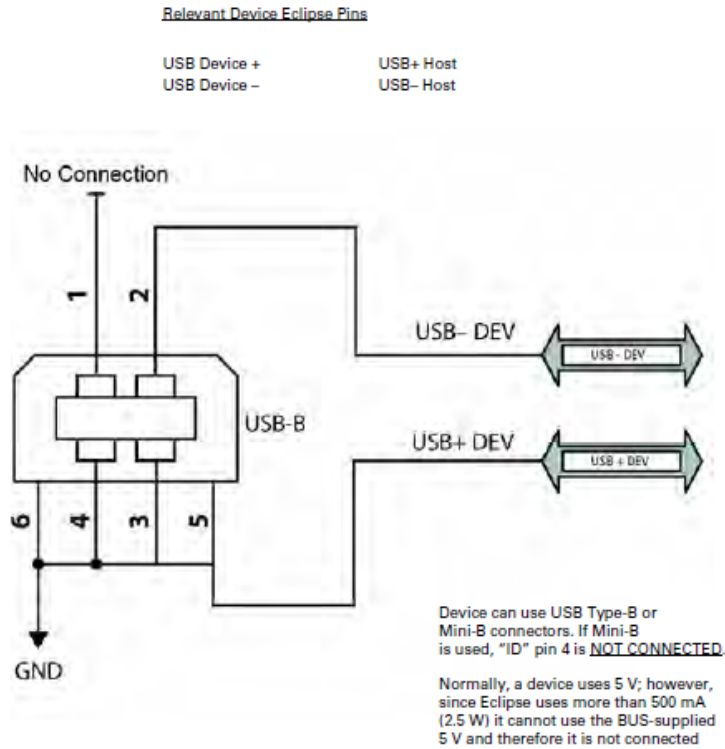 Relevant Device Eclipse Pins
USB Device + USB+ Host
USB Device – USB– Host
No Connection
1 2
USB– DEV
USB - DEV
USB-B
USB+ DEV
USB + DEV
6 4 3 5
GND
Device can use USB Type-B or
Mini-B connectors. If Mini-B
is used, “ID” pin 4 is NOT CONNECTED.
Normally, a device uses 5 V; however,
since Eclipse uses more than 500 mA
(2.5 W) it cannot use the BUS-supplied
5 V and therefore it is not connected